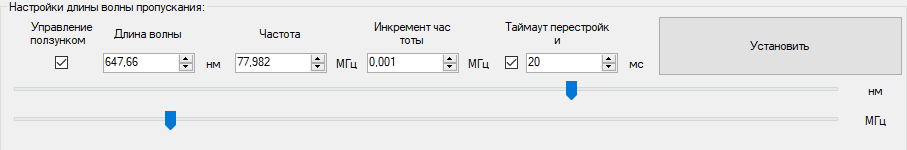 Настройки длины волны пропускания:
Управление
ползунком
Длина волны
Частота
Инкремент час
тоты
Таймаут перестройк
и
Установить
647,66 нм
77,982 МГц
0,001 МГц
20 мс
нм
МГц